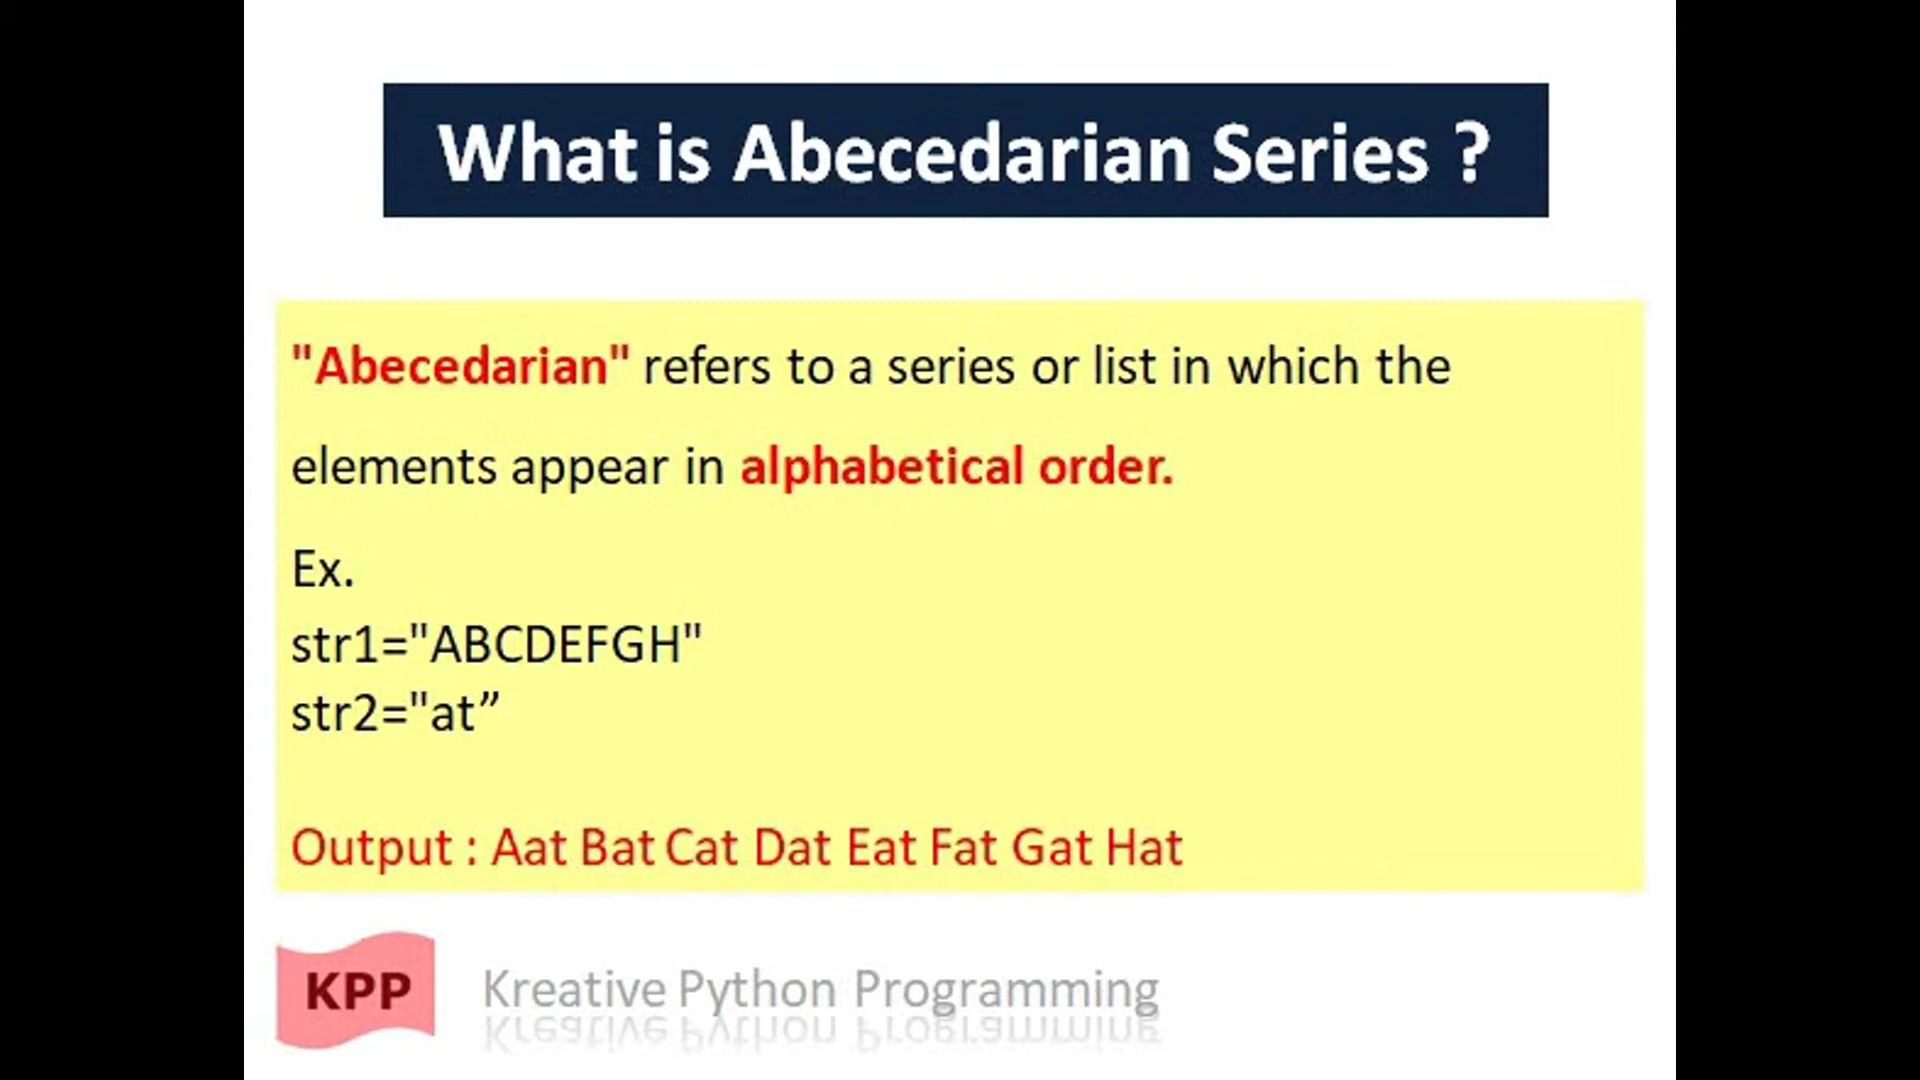 What is Abecedarian Series ?
"Abecedarian" refers to a series or list in which the
elements appear in alphabetical order.
Ex.
str1="ABCDEFGH"
str2="at”
Output : Aat Bat Cat Dat Eat Fat Gat Hat
KPP
Kreative Python Programming